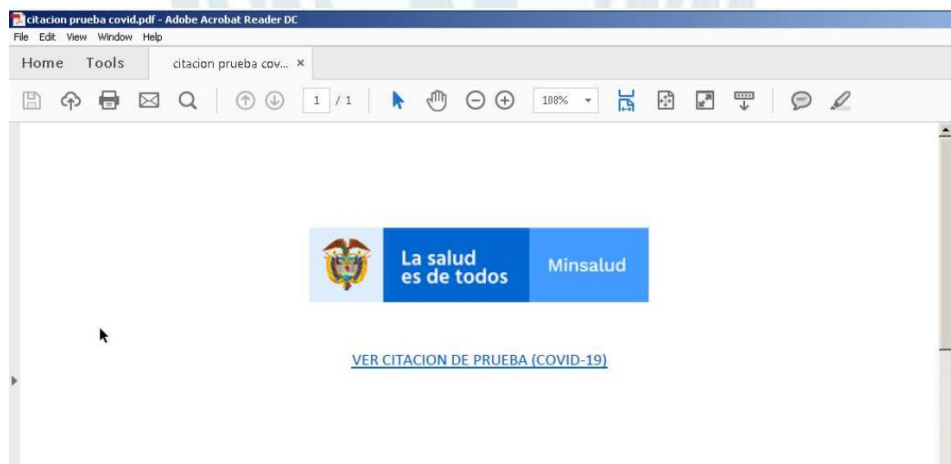 citacion prueba covid.pdf - Adobe Acrobat Reader DC
File Edit View Window Help
Home Tools citacion prueba cov... ×
1 / 1 108%
La salud
es de todos
Minsalud
VER CITACION DE PRUEBA (COVID-19)